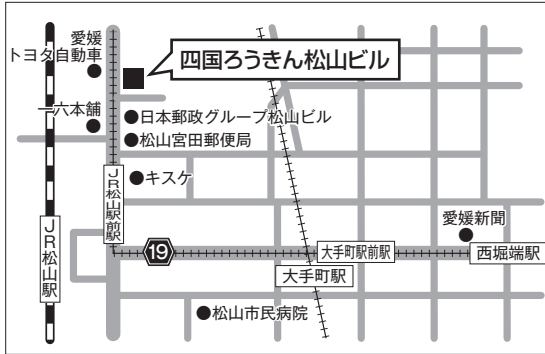 愛媛
トヨタ自動車
四国ろうきん松山ビル
一六本舗
日本郵政グループ松山ビル
松山宮田郵便局
キスケ
JR松山駅前駅
JR松山駅
19
愛媛新聞
大手町駅前駅
西堀端駅
大手町駅
松山市民病院